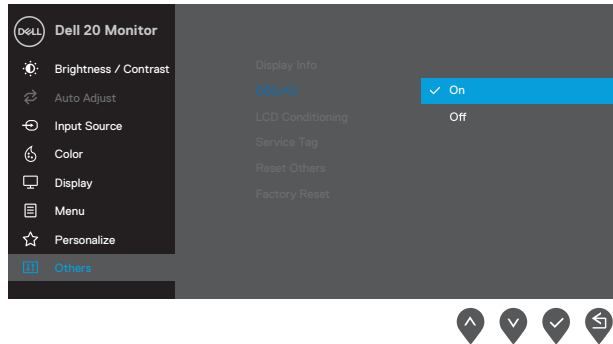 DELL
Dell 20 Monitor
Brightness / Contrast
Auto Adjust
Input Source
Color
Display
Menu
Personalize
Others
Display Info
DDC/CI
LCD Conditioning
Service Tag
Reset Others
Factory Reset
On
Off